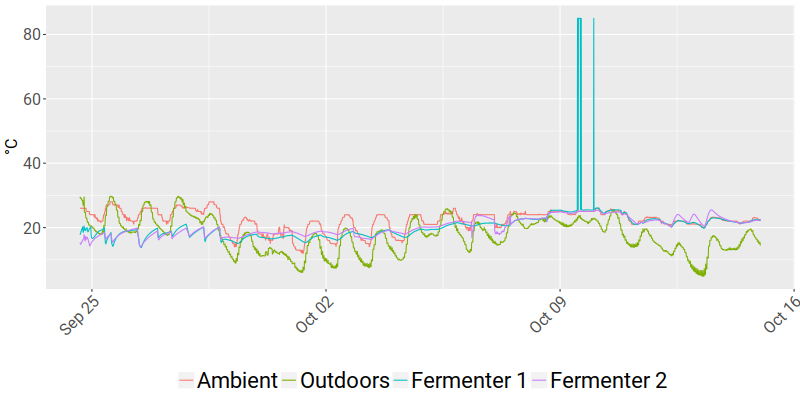 80
60
°C
40
20
Sep 25
Oct 02
Oct 09
Oct 16
Ambient Outdoors Fermenter 1 Fermenter 2